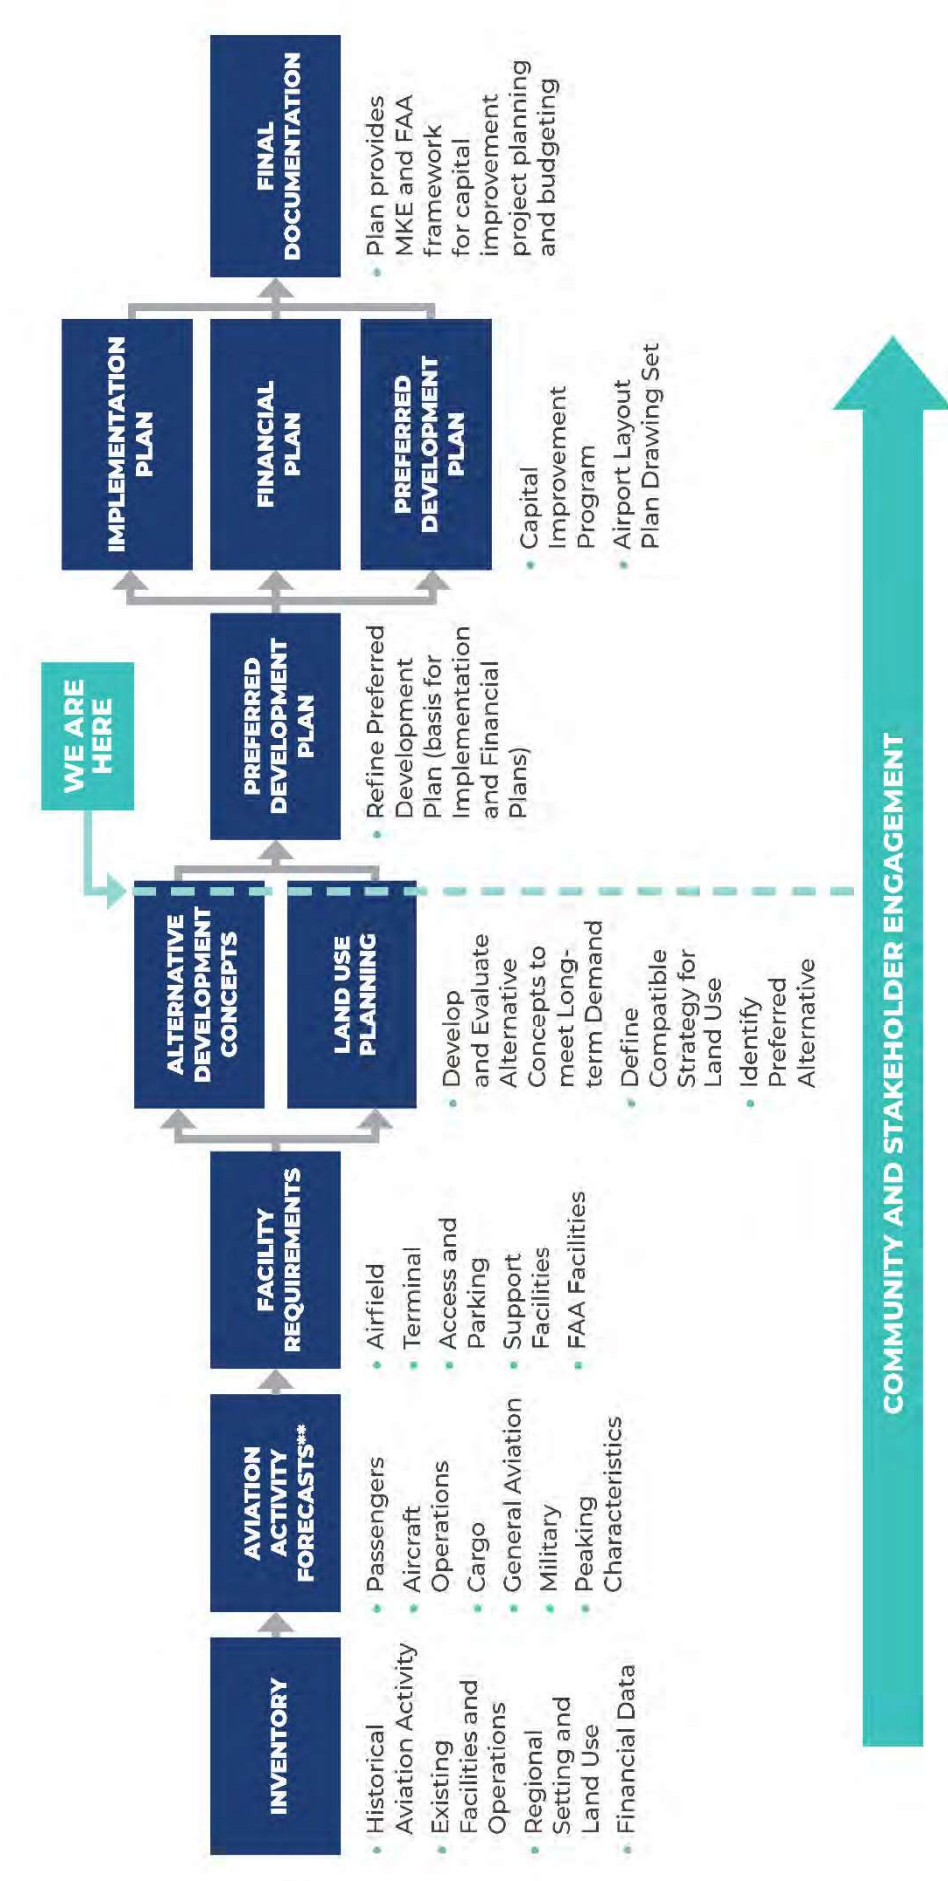 WE ARE
HERE
INVENTORY
• Historical
Aviation Activity
• Existing
Facilities and
Operations
• Regional
Setting and
Land Use
• Financial Data
AVIATION
ACTIVITY
FORECASTS**
• Passengers
• Aircraft
Operations
• Cargo
• General Aviation
• Military
• Peaking
Characteristics
FACILITY
REQUIREMENTS
• Airfield
• Terminal
• Access and
Parking
• Support
Facilities
• FAA Facilities
ALTERNATIVE
DEVELOPMENT
CONCEPTS
LAND USE
PLANNING
• Develop
and Evaluate
Alternative
Concepts to
meet Long-
term Demand
• Define
Compatible
Strategy for
Land Use
• Identify
Preferred
Alternative
PREFERRED
DEVELOPMENT
PLAN
• Refine Preferred
Development
Plan (basis for
Implementation
and Financial
Plans)
IMPLEMENTATION
PLAN
FINANCIAL
PLAN
PREFERRED
DEVELOPMENT
PLAN
• Capital
Improvement
Program
• Airport Layout
Plan Drawing Set
FINAL
DOCUMENTATION
• Plan provides
MKE and FAA
framework
for capital
improvement
project planning
and budgeting
COMMUNITY AND STAKEHOLDER ENGAGEMENT